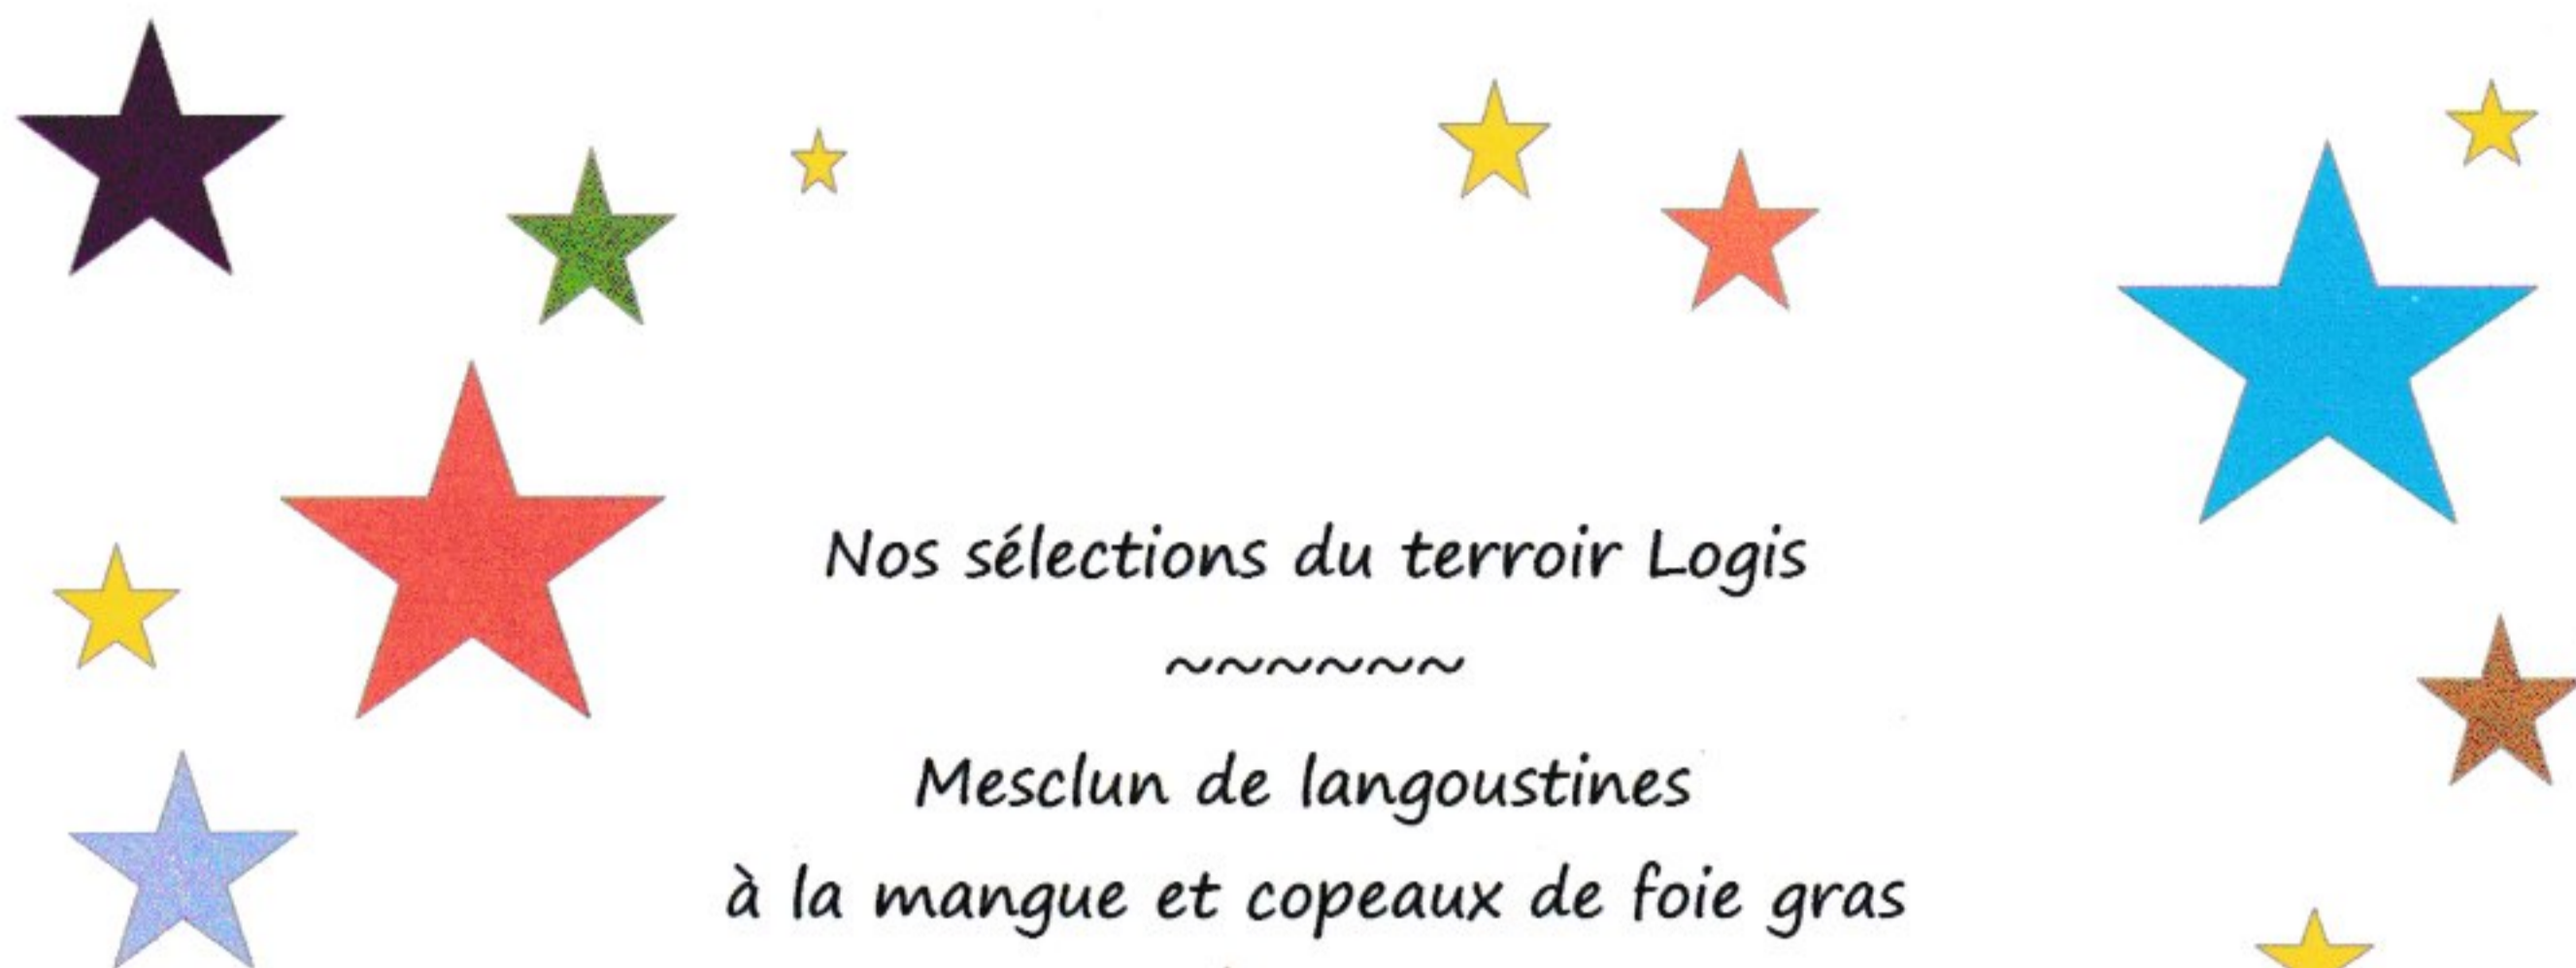 Nos sélections du terroir Logis
~~~~~~
Mesclun de langoustines
à la mangue et copeaux de foie gras